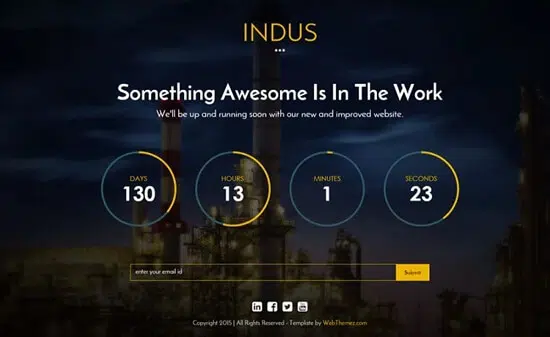 INDUS
Something Awesome Is In The Work
We'll be up and running soon with our new and improved website.
DAYS
130
HOURS
13
MINUTES
1
SECONDS
23
enter your email id
Submit
Copyright 2015 | All Rights Reserved - Template by WebThemez.com